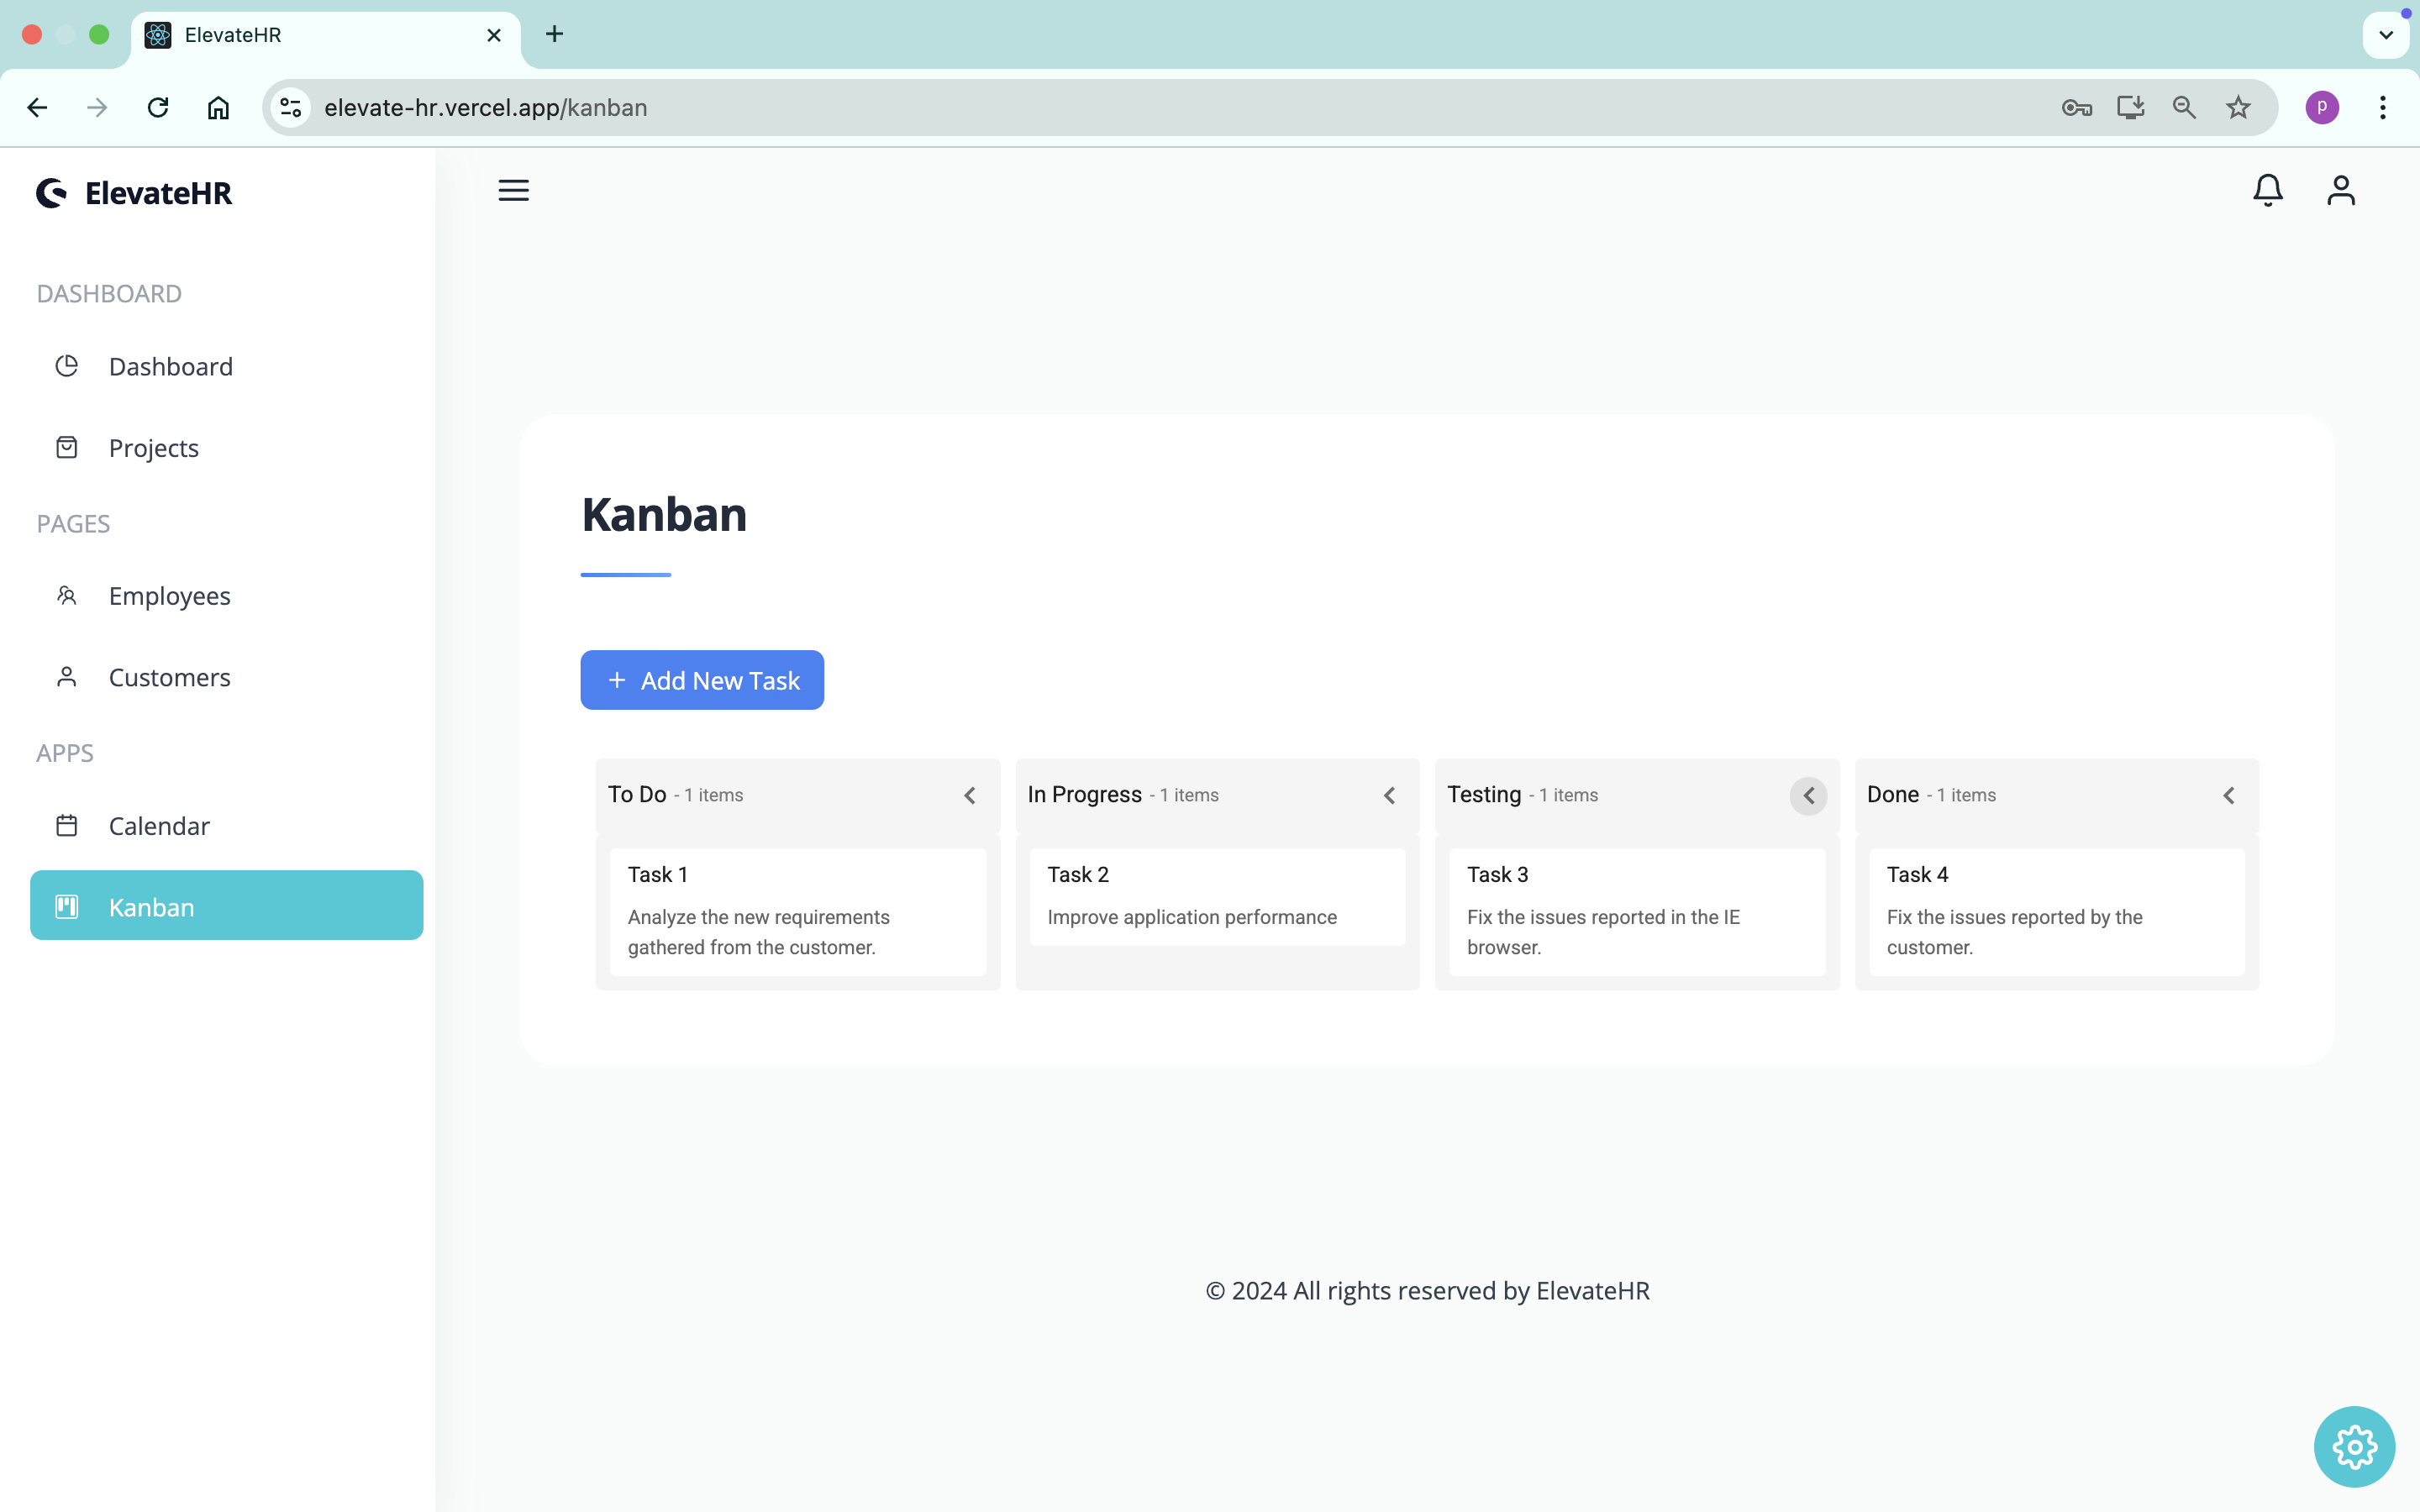 ElevateHR
elevate-hr.vercel.app/kanban
p
ElevateHR
DASHBOARD
Dashboard
Projects
PAGES
Employees
Customers
APPS
Calendar
Kanban
Kanban
+ Add New Task
To Do - 1 items
Task 1
Analyze the new requirements
gathered from the customer.
In Progress - 1 items
Task 2
Improve application performance
Testing - 1 items
Task 3
Fix the issues reported in the IE
browser.
Done - 1 items
Task 4
Fix the issues reported by the
customer.
© 2024 All rights reserved by ElevateHR